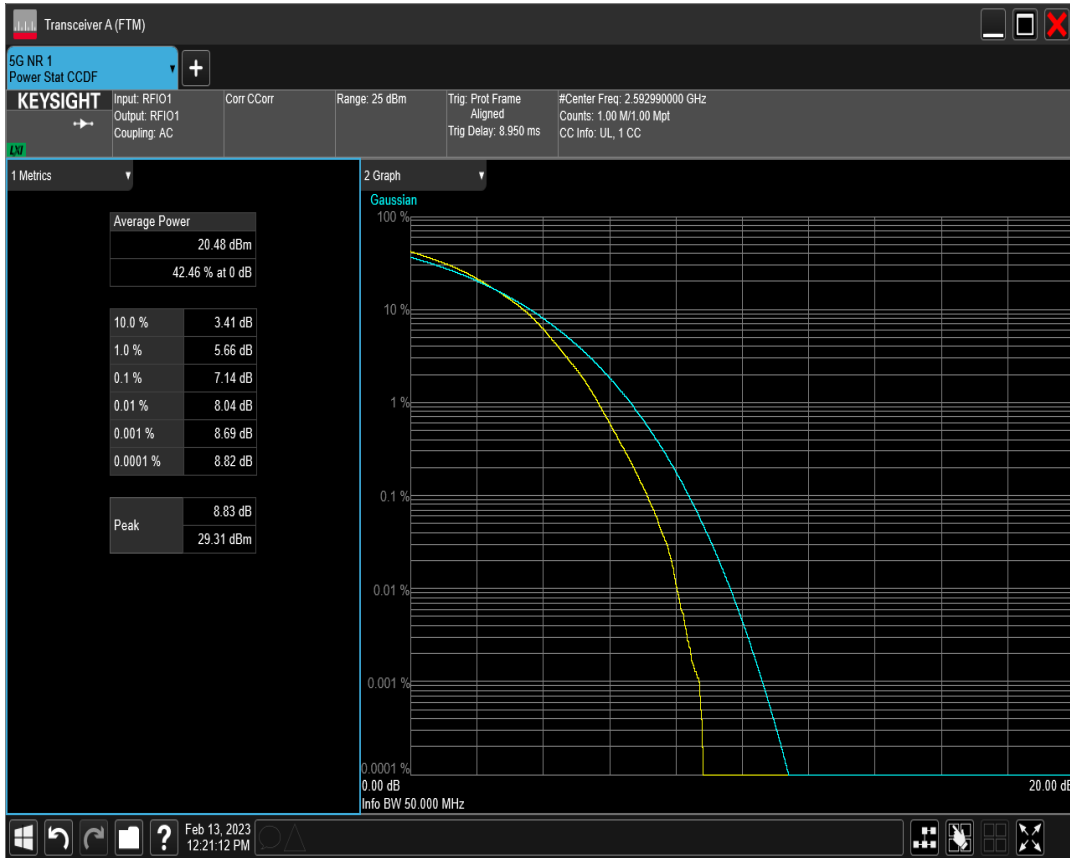 Transceiver A (FTM)
5G NR 1
Power Stat CCDF
+
KEYSIGHT
LXI
Input: RFIO1
Output: RFIO1
Coupling: AC
Corr CCorr
Range: 25 dBm
Trig: Prot Frame
Aligned
Trig Delay: 8.950 ms
#Center Freq: 2.592990000 GHz
Counts: 1.00 M/1.00 Mpt
CC Info: UL, 1 CC
1 Metrics
Average Power
20.48 dBm
42.46 % at 0 dB
10.0 % 3.41 dB
1.0 % 5.66 dB
0.1 % 7.14 dB
0.01 % 8.04 dB
0.001 % 8.69 dB
0.0001 % 8.82 dB
Peak
8.83 dB
29.31 dBm
2 Graph
Gaussian
100 %
10 %
1 %
0.1 %
0.01 %
0.001 %
0.0001 %
0.00 dB
20.00 dB
Info BW 50.000 MHz
?
Feb 13, 2023
12:21:12 PM